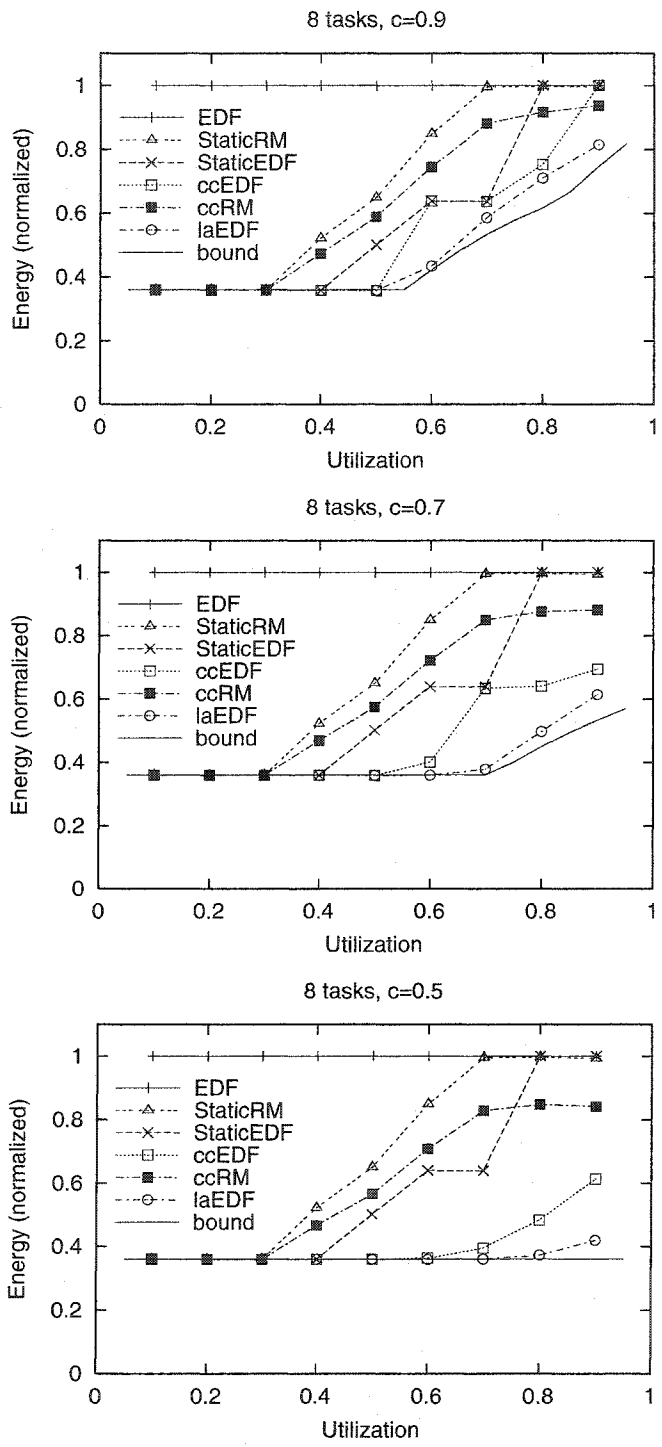 8 tasks, c=0.9
Energy (normalized)
1
0.8
0.6
0.4
0.2
0
EDF
StaticRM
StaticEDF
ccEDF
ccRM
laEDF
bound
0 0.2 0.4 0.6 0.8 1
Utilization
8 tasks, c=0.7
Energy (normalized)
1
0.8
0.6
0.4
0.2
0
EDF
StaticRM
StaticEDF
ccEDF
ccRM
laEDF
bound
0 0.2 0.4 0.6 0.8 1
Utilization
8 tasks, c=0.5
Energy (normalized)
1
0.8
0.6
0.4
0.2
0
EDF
StaticRM
StaticEDF
ccEDF
ccRM
laEDF
bound
0 0.2 0.4 0.6 0.8 1
Utilization